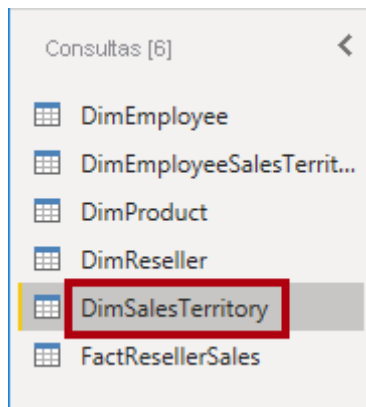 Consultas [6]
DimEmployee
DimEmployeeSalesTerrit...
DimProduct
DimReseller
DimSalesTerritory
FactResellerSales